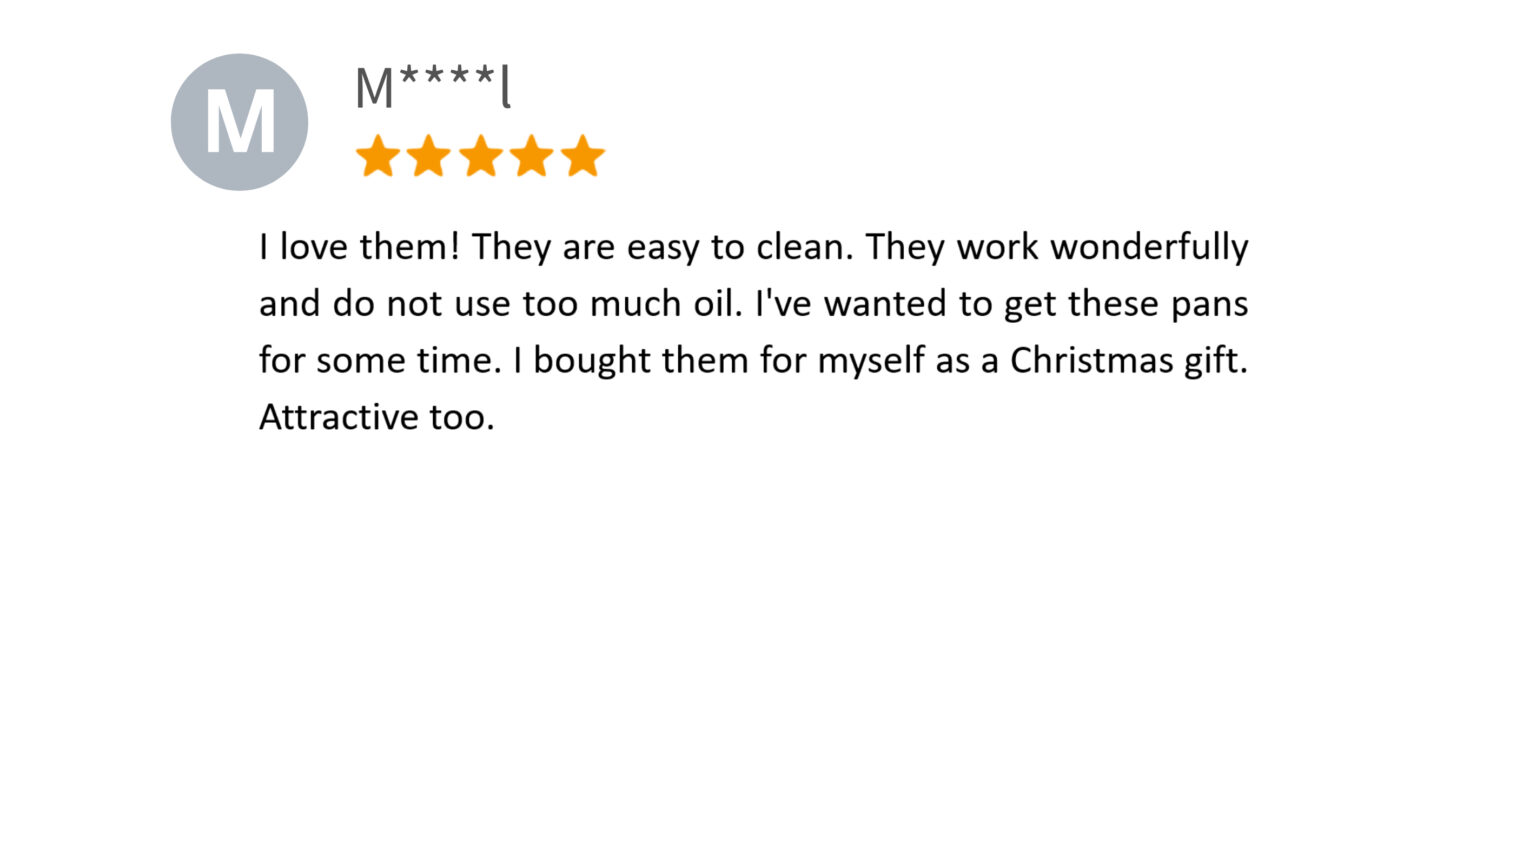 M
M****l
I love them! They are easy to clean. They work wonderfully
and do not use too much oil. I've wanted to get these pans
for some time. I bought them for myself as a Christmas gift.
Attractive too.